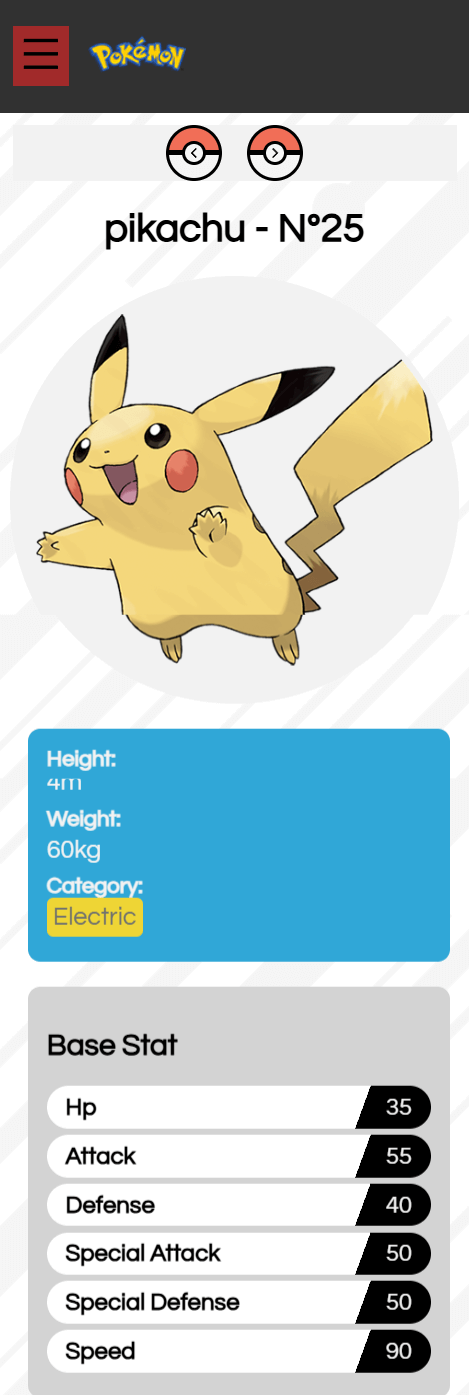 POKéMON
pikachu - N°25
Height:
4m
Weight:
60kg
Category:
Electric
Base Stat
Hp 35
Attack 55
Defense 40
Special Attack 50
Special Defense 50
Speed 90